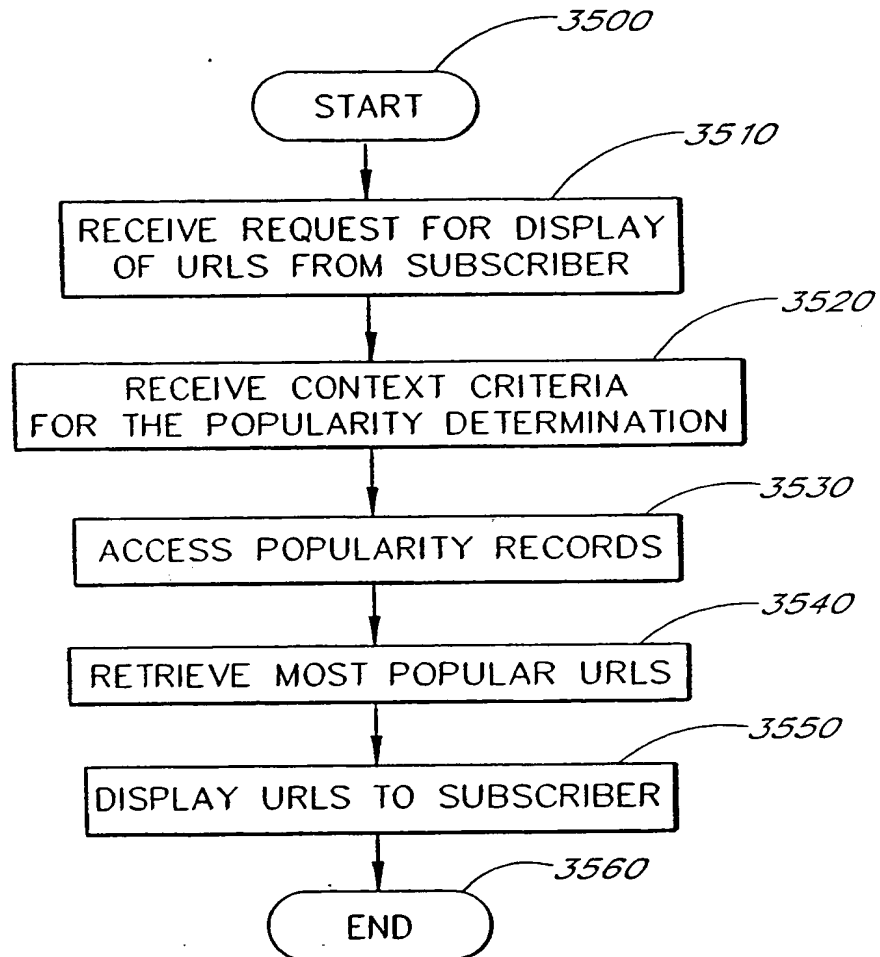 3500
START
3510
RECEIVE REQUEST FOR DISPLAY
OF URLS FROM SUBSCRIBER
3520
RECEIVE CONTEXT CRITERIA
FOR THE POPULARITY DETERMINATION
3530
ACCESS POPULARITY RECORDS
3540
RETRIEVE MOST POPULAR URLS
3550
DISPLAY URLS TO SUBSCRIBER
3560
END